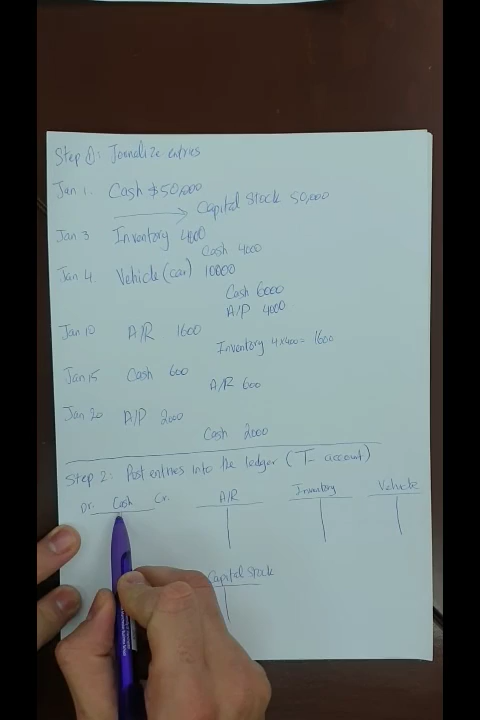 Step ①: Jornalize entries
Jan 1. Cash $50,000
Capital Stock 50,000
Jan 3 Inventory 4000
Cash 4000
Jan 4. Vehicle (car) 10000
Cash 6000
A/P 4000
Jan 10 A/R 1600
Inventory 4x400= 1600
Jan 15 Cash 600
A/R 600
Jan 20 A/P 2000
Cash 2000
Step 2: Post entries into the ledger (T- account)
Dr. Cash Cr. A/R Inventory Vehicle
Capital Stock